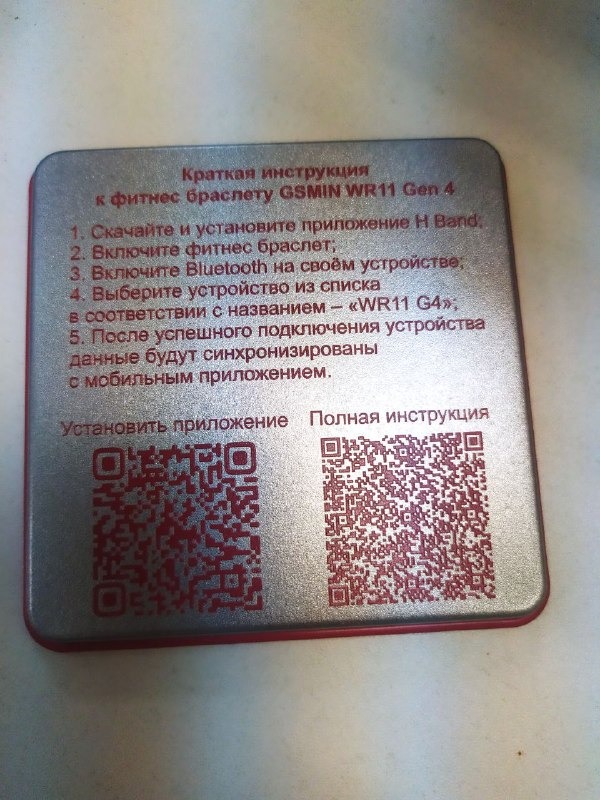 Краткая инструкция
к фитнес браслету GSMIN WR11 Gen 4
1. Скачайте и установите приложение H Band;
2. Включите фитнес браслет;
3. Включите Bluetooth на своём устройстве;
4. Выберите устройство из списка
в соответствии с названием – «WR11 G4»;
5. После успешного подключения устройства
данные будут синхронизированы
с мобильным приложением.
Установить приложение
Полная инструкция